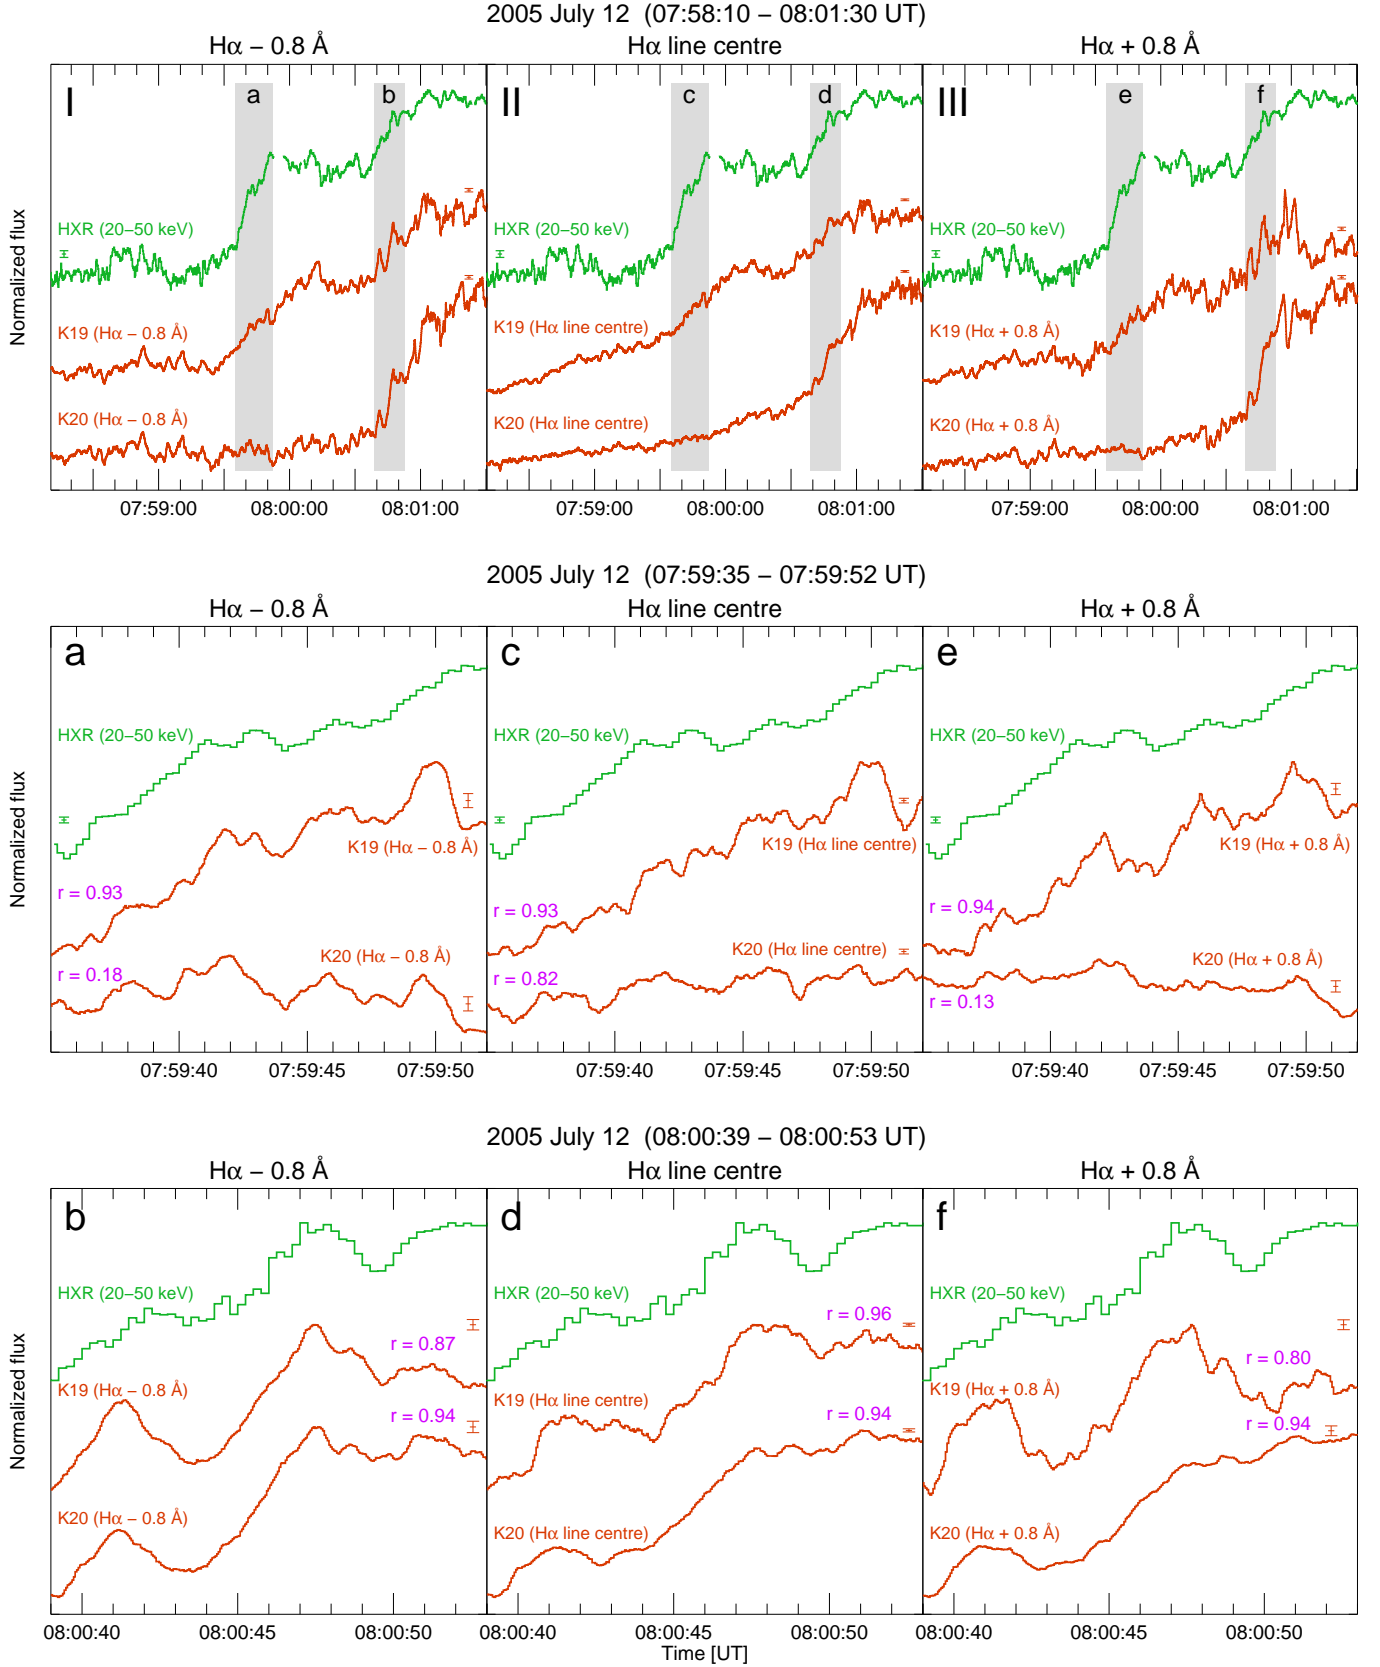 2005 July 12 (07:58:10 – 08:01:30 UT)
Hα – 0.8 Å
Hα line centre
Hα + 0.8 Å
Normalized flux
I
a
b
HXR (20–50 keV)
K19 (Hα – 0.8 Å)
K20 (Hα – 0.8 Å)
07:59:00
08:00:00
08:01:00
II
c
d
HXR (20–50 keV)
K19 (Hα line centre)
K20 (Hα line centre)
07:59:00
08:00:00
08:01:00
III
e
f
HXR (20–50 keV)
K19 (Hα + 0.8 Å)
K20 (Hα + 0.8 Å)
07:59:00
08:00:00
08:01:00
2005 July 12 (07:59:35 – 07:59:52 UT)
Hα – 0.8 Å
Hα line centre
Hα + 0.8 Å
Normalized flux
a
HXR (20–50 keV)
K19 (Hα – 0.8 Å)
r = 0.93
K20 (Hα – 0.8 Å)
r = 0.18
07:59:40
07:59:45
07:59:50
c
HXR (20–50 keV)
K19 (Hα line centre)
r = 0.93
K20 (Hα line centre)
r = 0.82
07:59:40
07:59:45
07:59:50
e
HXR (20–50 keV)
K19 (Hα + 0.8 Å)
r = 0.94
K20 (Hα + 0.8 Å)
r = 0.13
07:59:40
07:59:45
07:59:50
2005 July 12 (08:00:39 – 08:00:53 UT)
Hα – 0.8 Å
Hα line centre
Hα + 0.8 Å
Normalized flux
b
HXR (20–50 keV)
r = 0.87
K19 (Hα – 0.8 Å)
r = 0.94
K20 (Hα – 0.8 Å)
08:00:40
08:00:45
08:00:50
d
HXR (20–50 keV)
r = 0.96
K19 (Hα line centre)
r = 0.94
K20 (Hα line centre)
08:00:40
08:00:45
08:00:50
f
HXR (20–50 keV)
r = 0.80
K19 (Hα + 0.8 Å)
r = 0.94
K20 (Hα + 0.8 Å)
08:00:40
08:00:45
08:00:50
Time [UT]